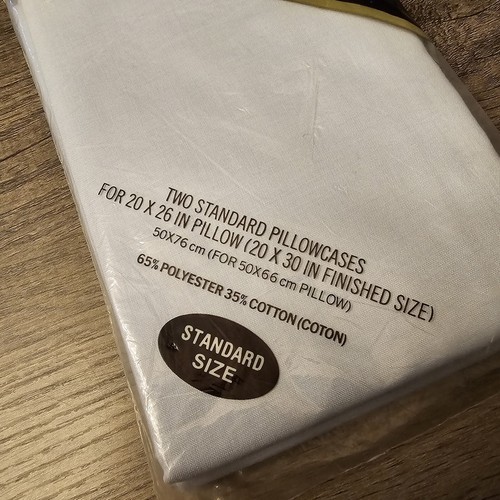 TWO STANDARD PILLOWCASES
FOR 20 X 26 IN PILLOW (20 X 30 IN FINISHED SIZE)
50X76 cm (FOR 50X66 cm PILLOW)
65% POLYESTER 35% COTTON (COTON)
STANDARD
SIZE